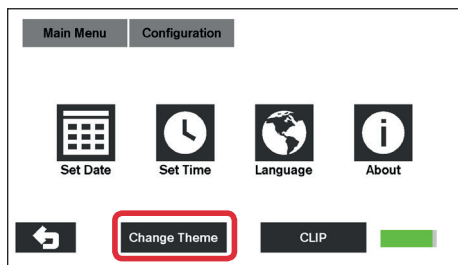 Main Menu Configuration
Set Date Set Time Language About
Change Theme CLIP